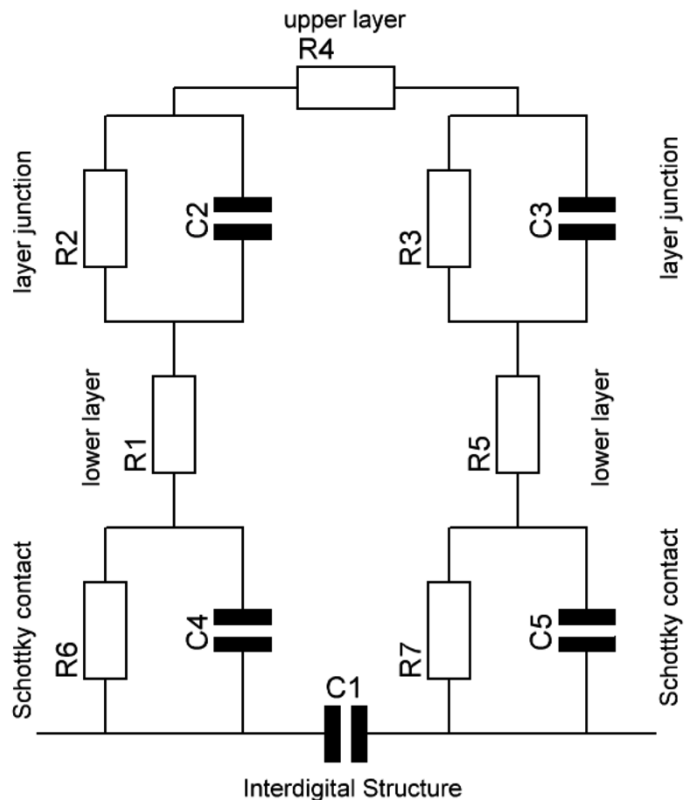 upper layer
R4
layer junction
R2
C2
R3
C3
layer junction
lower layer
R1
R5
lower layer
Schottky contact
R6
C4
R7
C5
Schottky contact
C1
Interdigital Structure